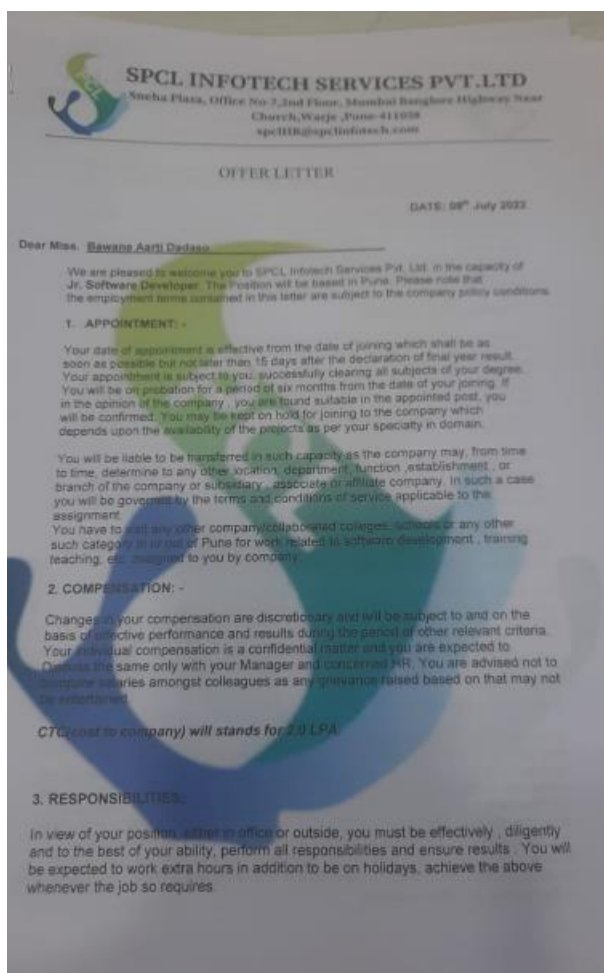 SPCL
SPCL INFOTECH SERVICES PVT.LTD
Sneha Plaza, Office No 7,2nd Floor, Mumbai Banglore Highway Near
Church,Warje ,Pune-411058
spclHR@spclinfotech.com
OFFER LETTER
DATE: 08th July 2022
Dear Miss. Bawane Aarti Dadaso
We are pleased to welcome you to SPCL Infotech Services Pvt. Ltd. in the capacity of
Jr. Software Developer. The Position will be based in Pune. Please note that
the employment terms contained in this letter are subject to the company policy conditions.
1. APPOINTMENT: -
Your date of appointment is effective from the date of joining which shall be as
soon as possible but not later than 15 days after the declaration of final year result.
Your appointment is subject to you, successfully clearing all subjects of your degree.
You will be on probation for a period of six months from the date of your joining. If
in the opinion of the company , you are found suitable in the appointed post, you
will be confirmed. You may be kept on hold for joining to the company which
depends upon the availability of the projects as per your specialty in domain.
You will be liable to be transferred in such capacity as the company may, from time
to time, determine to any other location, department, function ,establishment , or
branch of the company or subsidiary , associate or affiliate company. In such a case
you will be governed by the terms and conditions of service applicable to the
assignment.
You have to visit any other company/collaborated colleges, schools or any other
such category in or out of Pune for work related to software development , training
teaching, etc. assigned to you by company.
2. COMPENSATION: -
Changes in your compensation are discretionary and will be subject to and on the
basis of effective performance and results during the period of other relevant criteria.
Your individual compensation is a confidential matter and you are expected to
Discuss the same only with your Manager and concerned HR. You are advised not to
compare salaries amongst colleagues as any grievance raised based on that may not
be entertained.
CTC(cost to company) will stands for 2.0 LPA.
3. RESPONSIBILITIES:
In view of your position, either in office or outside, you must be effectively , diligently
and to the best of your ability, perform all responsibilities and ensure results . You will
be expected to work extra hours in addition to be on holidays, achieve the above
whenever the job so requires.